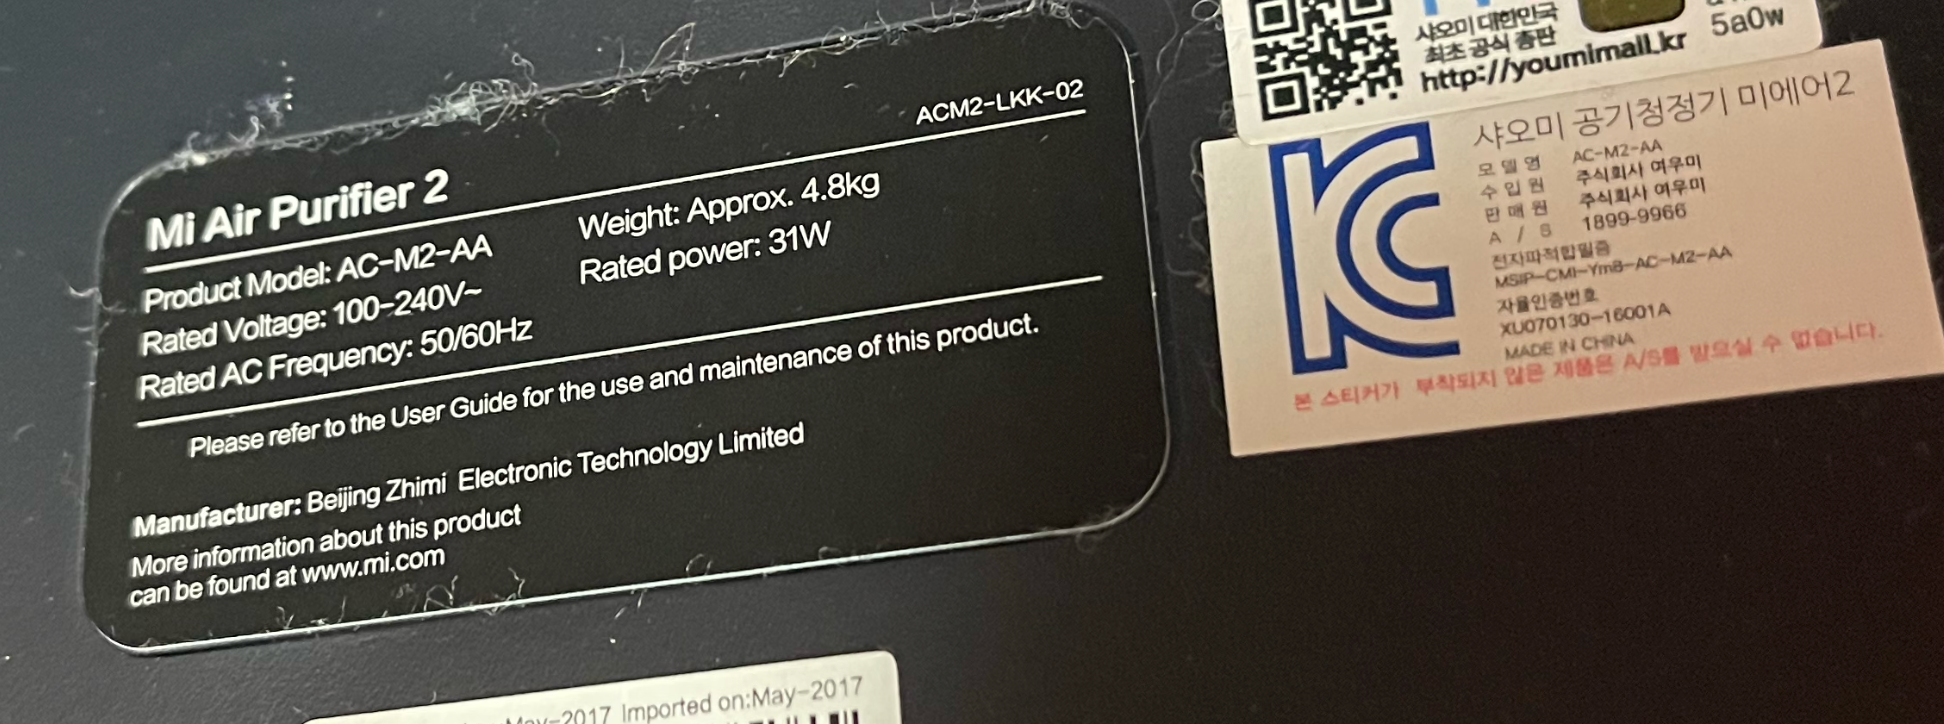 ACM2-LKK-02
Mi Air Purifier 2
Product Model: AC-M2-AA
Rated Voltage: 100-240V~
Rated AC Frequency: 50/60Hz
Weight: Approx. 4.8kg
Rated power: 31W
Please refer to the User Guide for the use and maintenance of this product.
Manufacturer: Beijing Zhimi Electronic Technology Limited
More information about this product
can be found at www.mi.com
샤오미 대한민국
최초 공식 총판
http://youmimall.kr
5a0w
샤오미 공기청정기 미에어2
모델명 AC-M2-AA
수입원 주식회사 여우미
판매원 주식회사 여우미
A / S 1899-9966
전자파적합필증
MSIP-CMI-YmB-AC-M2-AA
자율인증번호
XU070130-16001A
MADE IN CHINA
본 스티커가 부착되지 않은 제품은 A/S를 받으실 수 없습니다.
May-2017 Imported on:May-2017